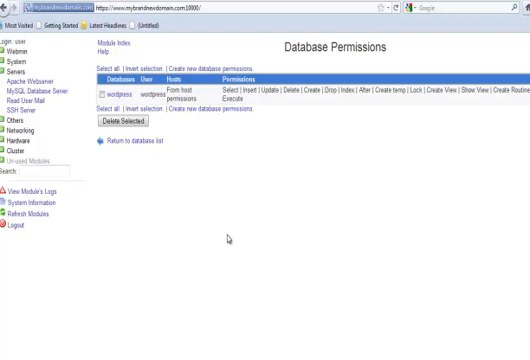 mybrandnewdomain.com https://www.mybrandnewdomain.com:10000/
Google
Most Visited Getting Started Latest Headlines (Untitled)
Login: user
Webmin
System
Servers
Apache Webserver
MySQL Database Server
Read User Mail
SSH Server
Others
Networking
Hardware
Cluster
Un-used Modules
Search:
View Module's Logs
System Information
Refresh Modules
Logout
Module Index
Help..
Database Permissions
Select all. | Invert selection. | Create new database permissions.
Databases User Hosts Permissions
wordpress wordpress From host permissions Select | Insert | Update | Delete | Create | Drop | Index | Alter | Create temp | Lock | Create View | Show View | Create Routine
Execute
Select all. | Invert selection. | Create new database permissions.
Delete Selected
Return to database list